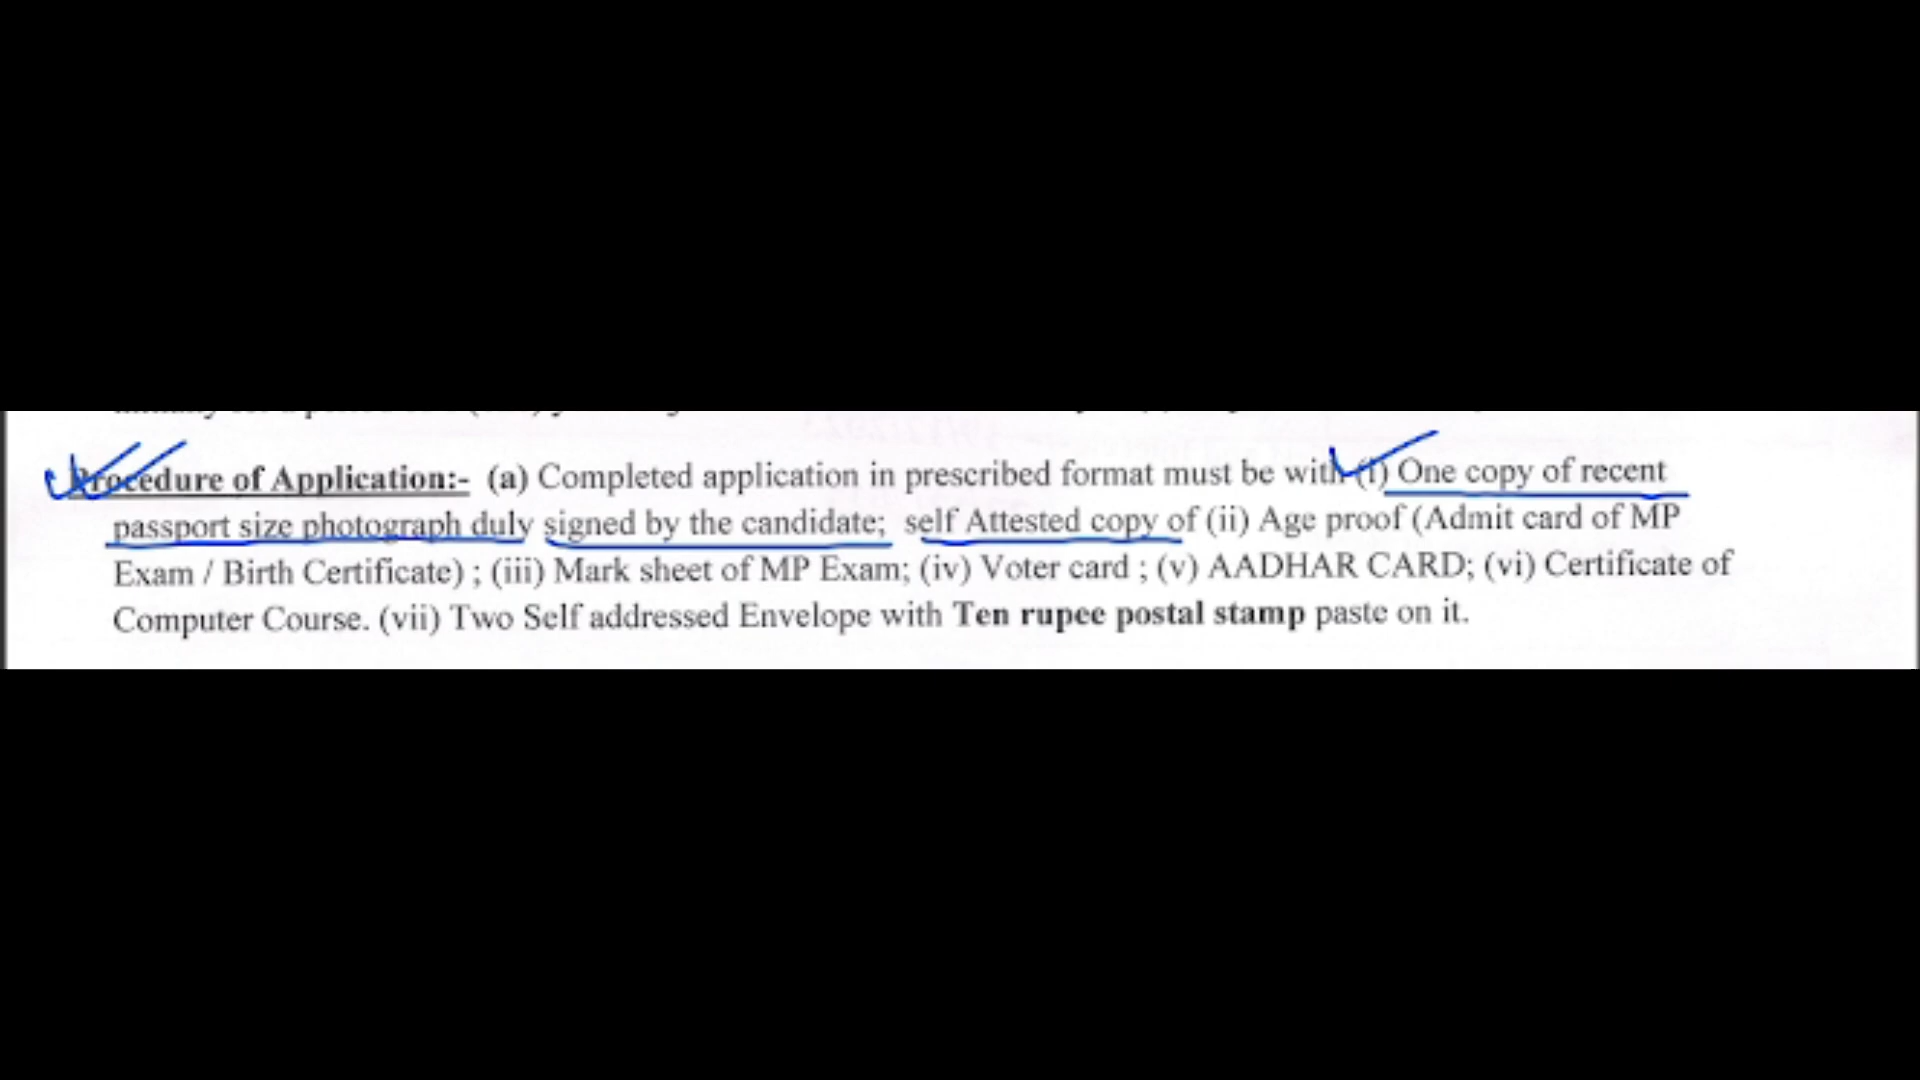 Procedure of Application:- (a) Completed application in prescribed format must be with (i) One copy of recent
passport size photograph duly signed by the candidate; self Attested copy of (ii) Age proof (Admit card of MP
Exam / Birth Certificate) ; (iii) Mark sheet of MP Exam; (iv) Voter card ; (v) AADHAR CARD; (vi) Certificate of
Computer Course. (vii) Two Self addressed Envelope with Ten rupee postal stamp paste on it.